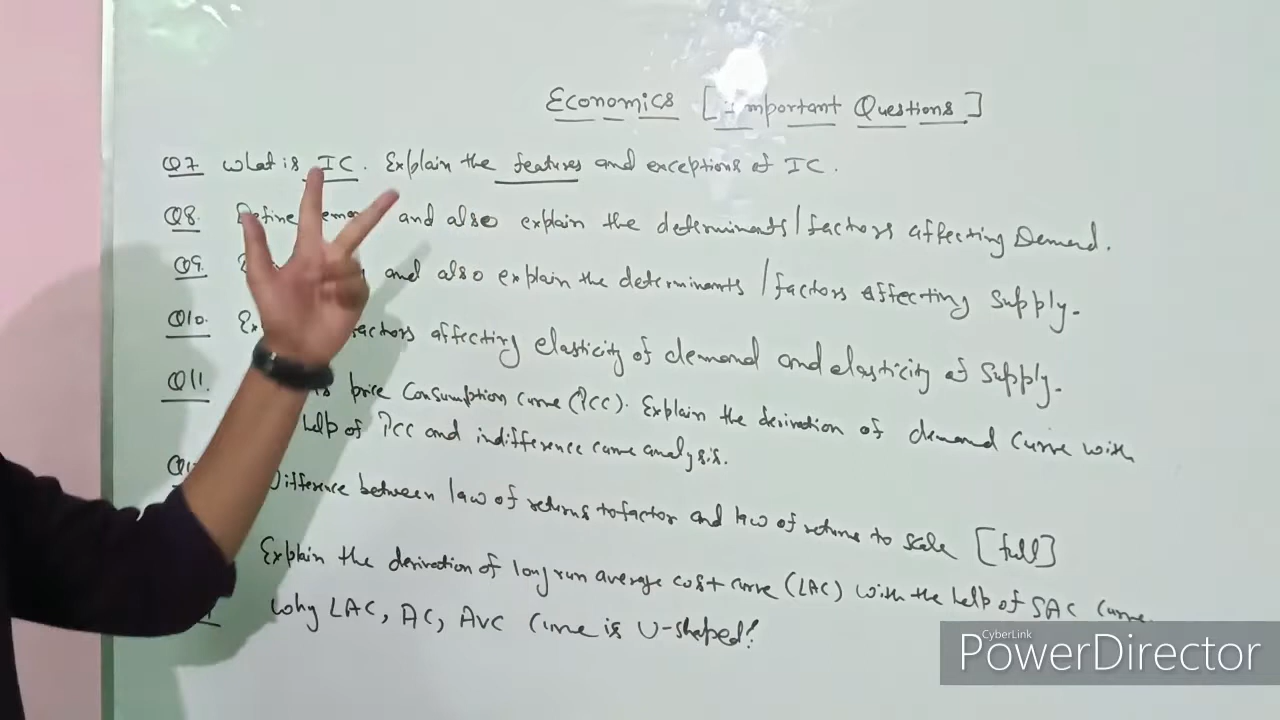 Economics [Important Questions]
Q7. What is IC. Explain the features and exceptions of IC.
Q8. Define and also explain the determinants/factors affecting Demand.
Q9. and also explain the determinants/factors Affecting Supply.
Q10. factors affecting elasticity of demand and elasticity of Supply.
Q11. is price Consumption Curve (PCC). Explain the derivation of demand Curve with
help of PCC and indifference curve analysis.
Difference between law of returns to factor and law of returns to scale [full]
Explain the derivation of long run average cost curve (LAC) with the help of SAC Curve.
Why LAC, AC, AVC Curve is U-shaped?
CyberLink
PowerDirector